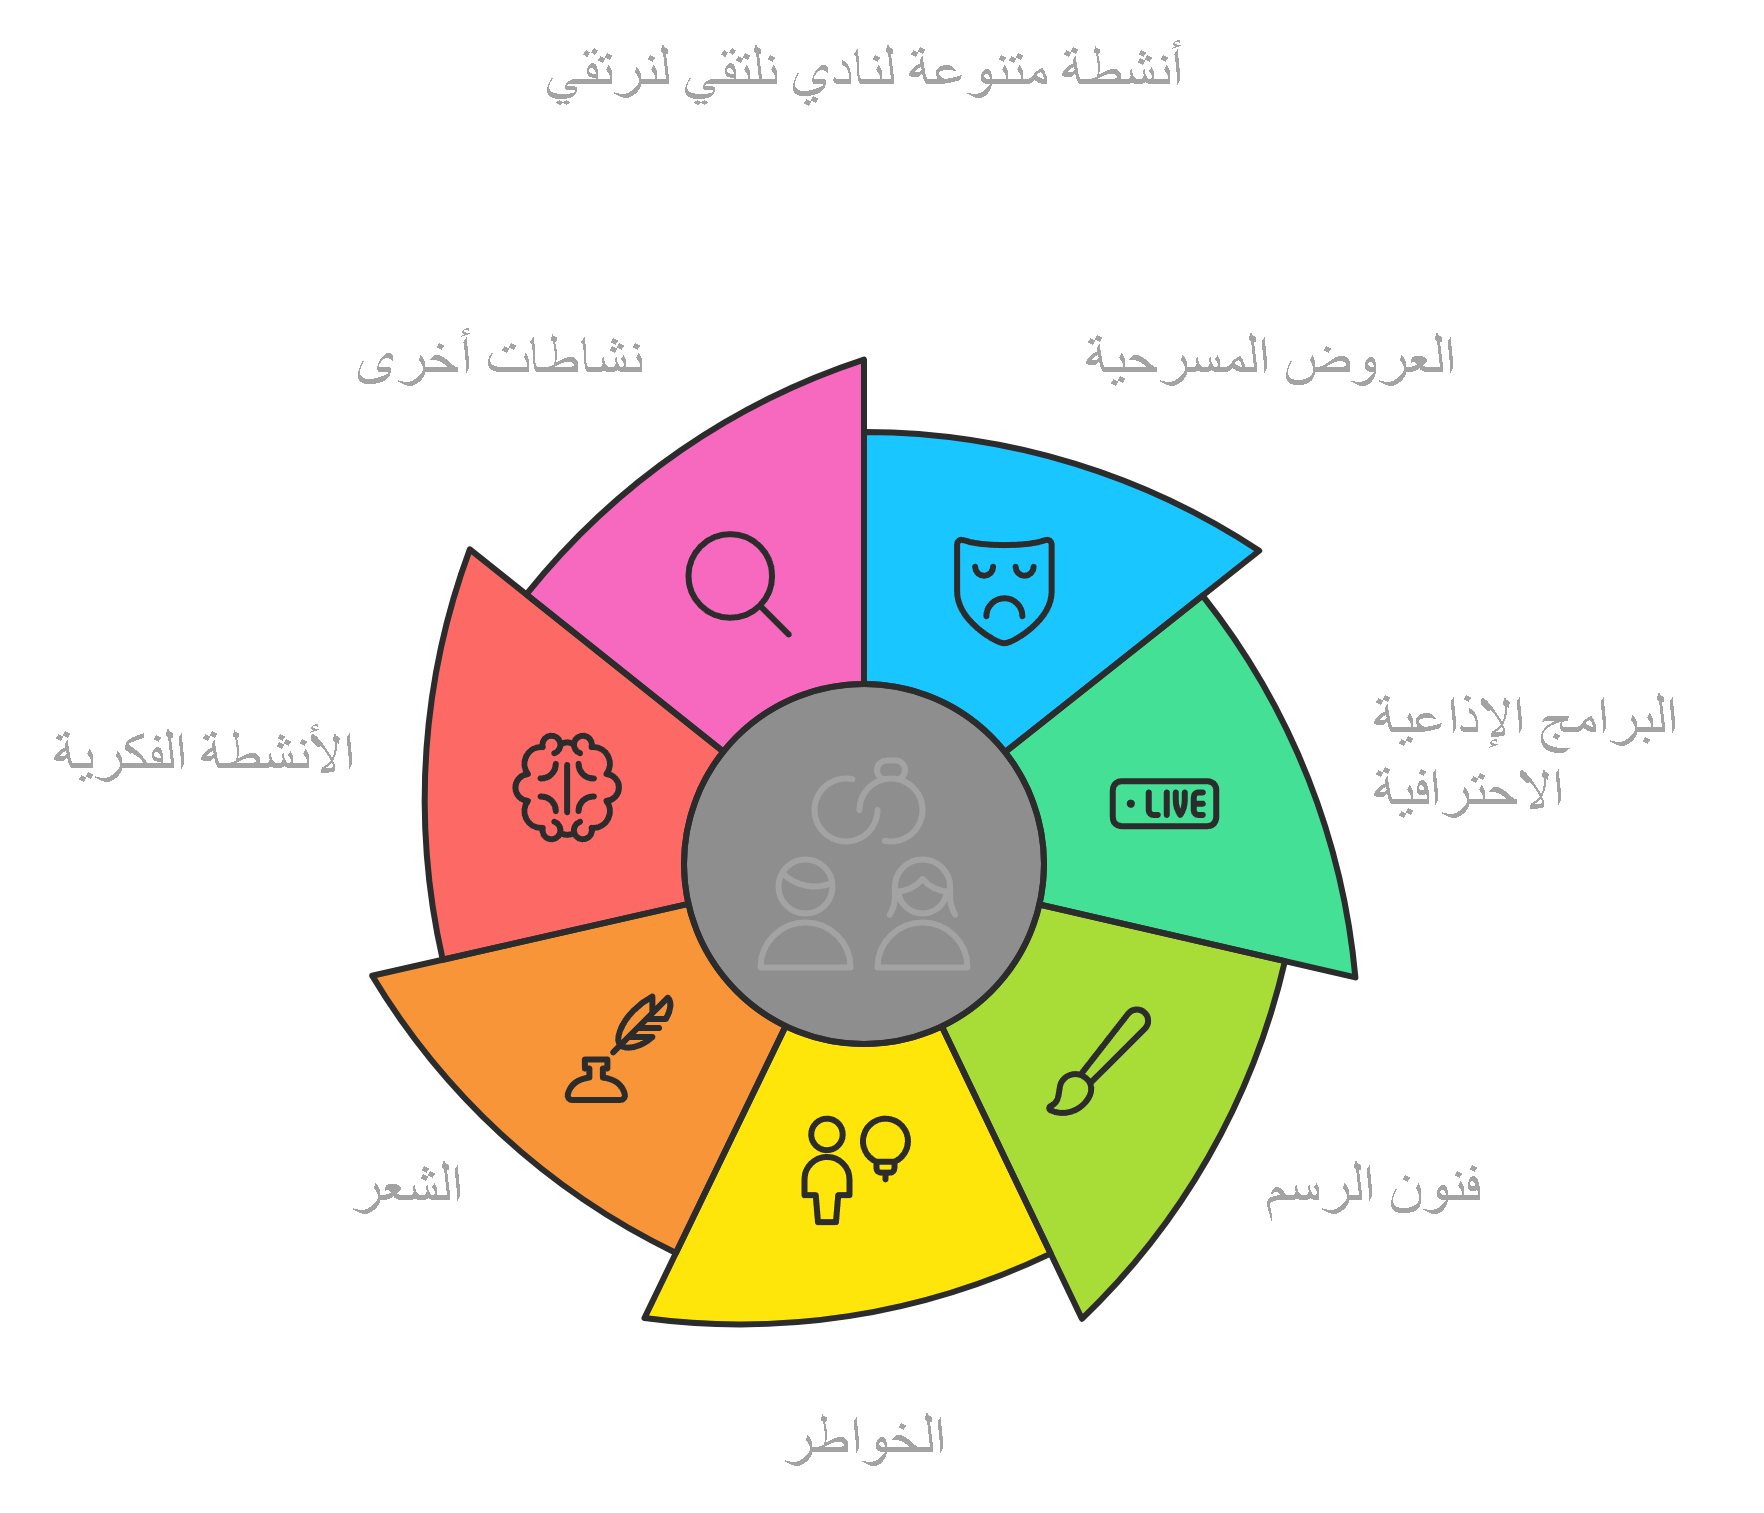 أنشطة متنوعة لنادي نلتقي لنرتقي
العروض المسرحية
نشاطات أخرى
البرامج الإذاعية
الاحترافية
الأنشطة الفكرية
LIVE
فنون الرسم
الشعر
الخواطر